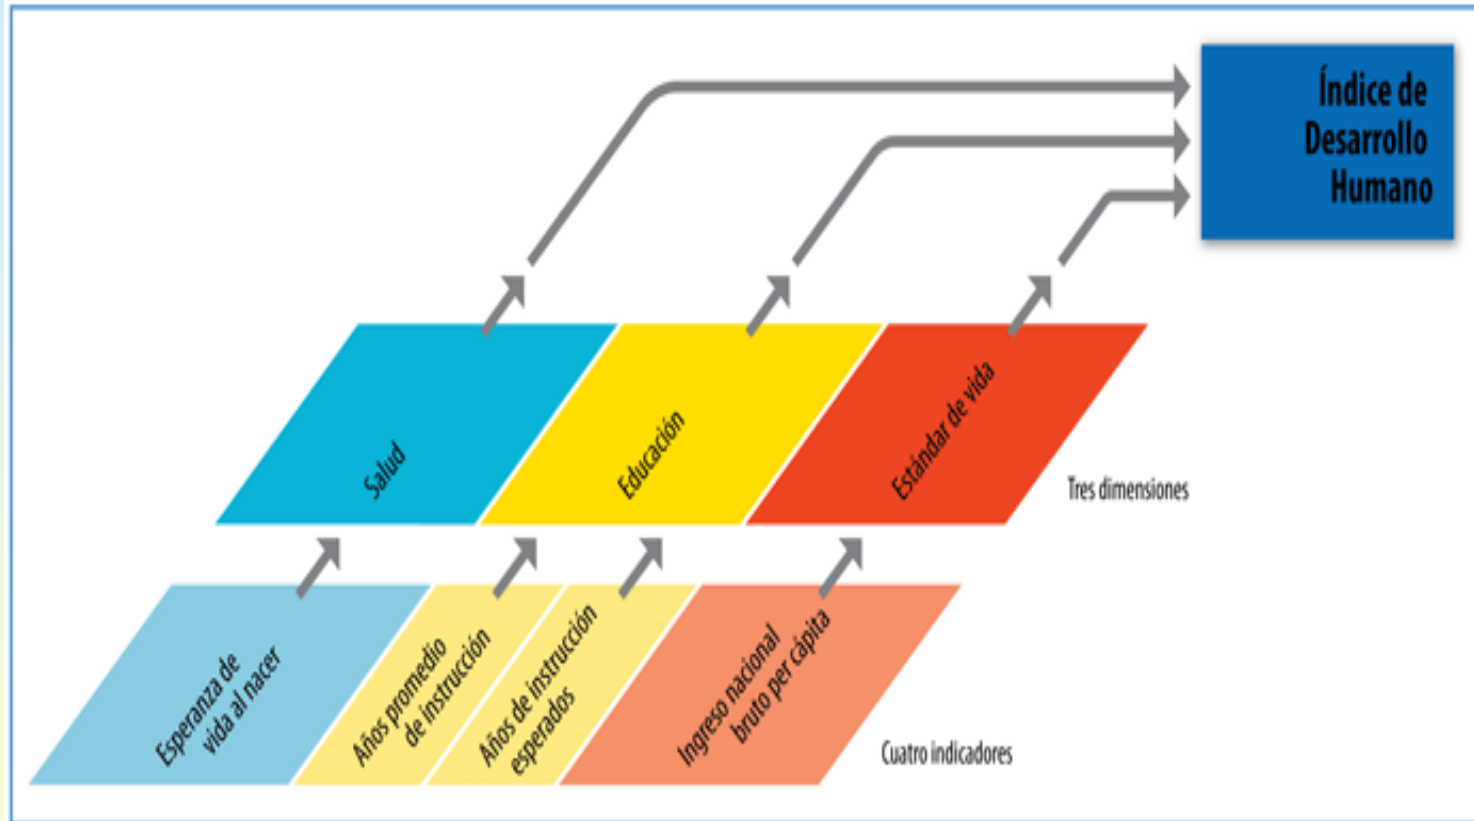 Índice de
Desarrollo
Humano
Salud
Educación
Estándar de vida
Tres dimensiones
Esperanza de
vida al nacer
Años promedio
de instrucción
Años de instrucción
esperados
Ingreso nacional
bruto per cápita
Cuatro indicadores